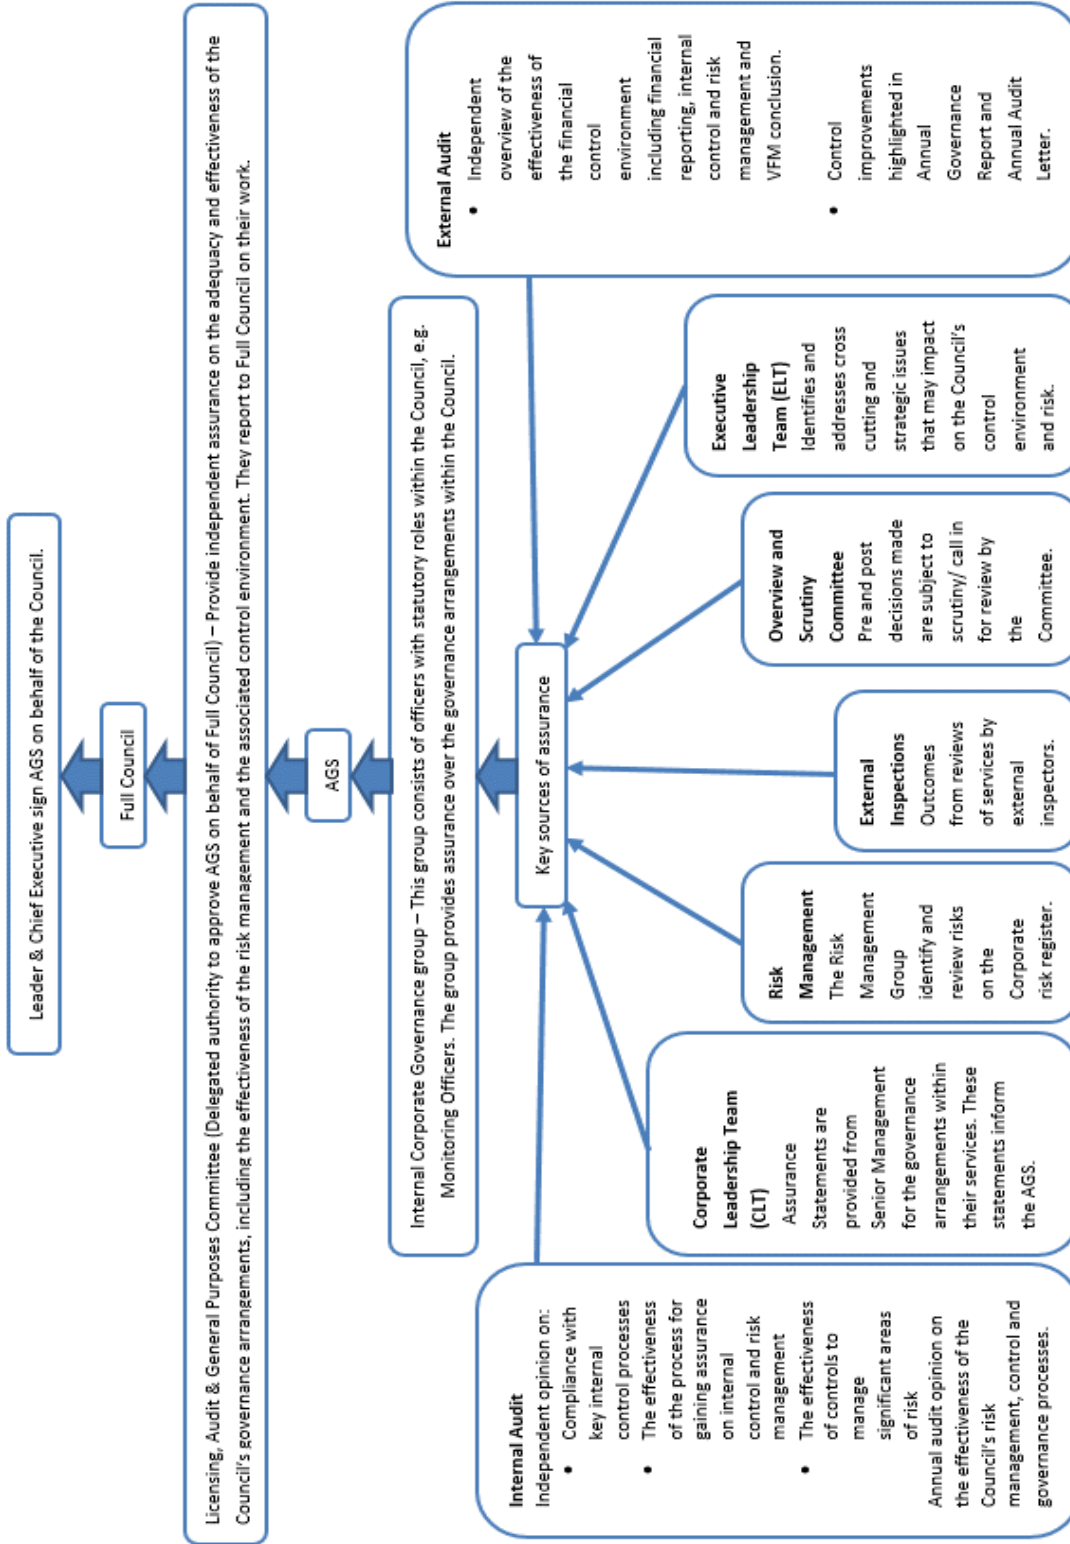 Leader & Chief Executive sign AGS on behalf of the Council.
Full Council
Licensing, Audit & General Purposes Committee (Delegated authority to approve AGS on behalf of Full Council) – Provide independent assurance on the adequacy and effectiveness of the
Council's governance arrangements, including the effectiveness of the risk management and the associated control environment. They report to Full Council on their work.
AGS
Internal Corporate Governance group – This group consists of officers with statutory roles within the Council, e.g.
Monitoring Officers. The group provides assurance over the governance arrangements within the Council.
Key sources of assurance
Internal Audit
Independent opinion on:
• Compliance with
key internal
control processes
• The effectiveness
of the process for
gaining assurance
on internal
control and risk
management
• The effectiveness
of controls to
manage
significant areas
of risk
Annual audit opinion on
the effectiveness of the
Council's risk
management, control and
governance processes.
Corporate
Leadership Team
(CLT)
Assurance
Statements are
provided from
Senior Management
for the governance
arrangements within
their services. These
statements inform
the AGS.
Risk
Management
The Risk
Management
Group
identify and
review risks
on the
Corporate
risk register.
External
Inspections
Outcomes
from reviews
of services by
external
inspectors.
Overview and
Scrutiny
Committee
Pre and post
decisions made
are subject to
scrutiny/ call in
for review by
the
Committee.
Executive
Leadership
Team (ELT)
Identifies and
addresses cross
cutting and
strategic issues
that may impact
on the Council's
control
environment
and risk.
External Audit
• Independent
overview of the
effectiveness of
the financial
control
environment
including financial
reporting, internal
control and risk
management and
VFM conclusion.
• Control
improvements
highlighted in
Annual
Governance
Report and
Annual Audit
Letter.